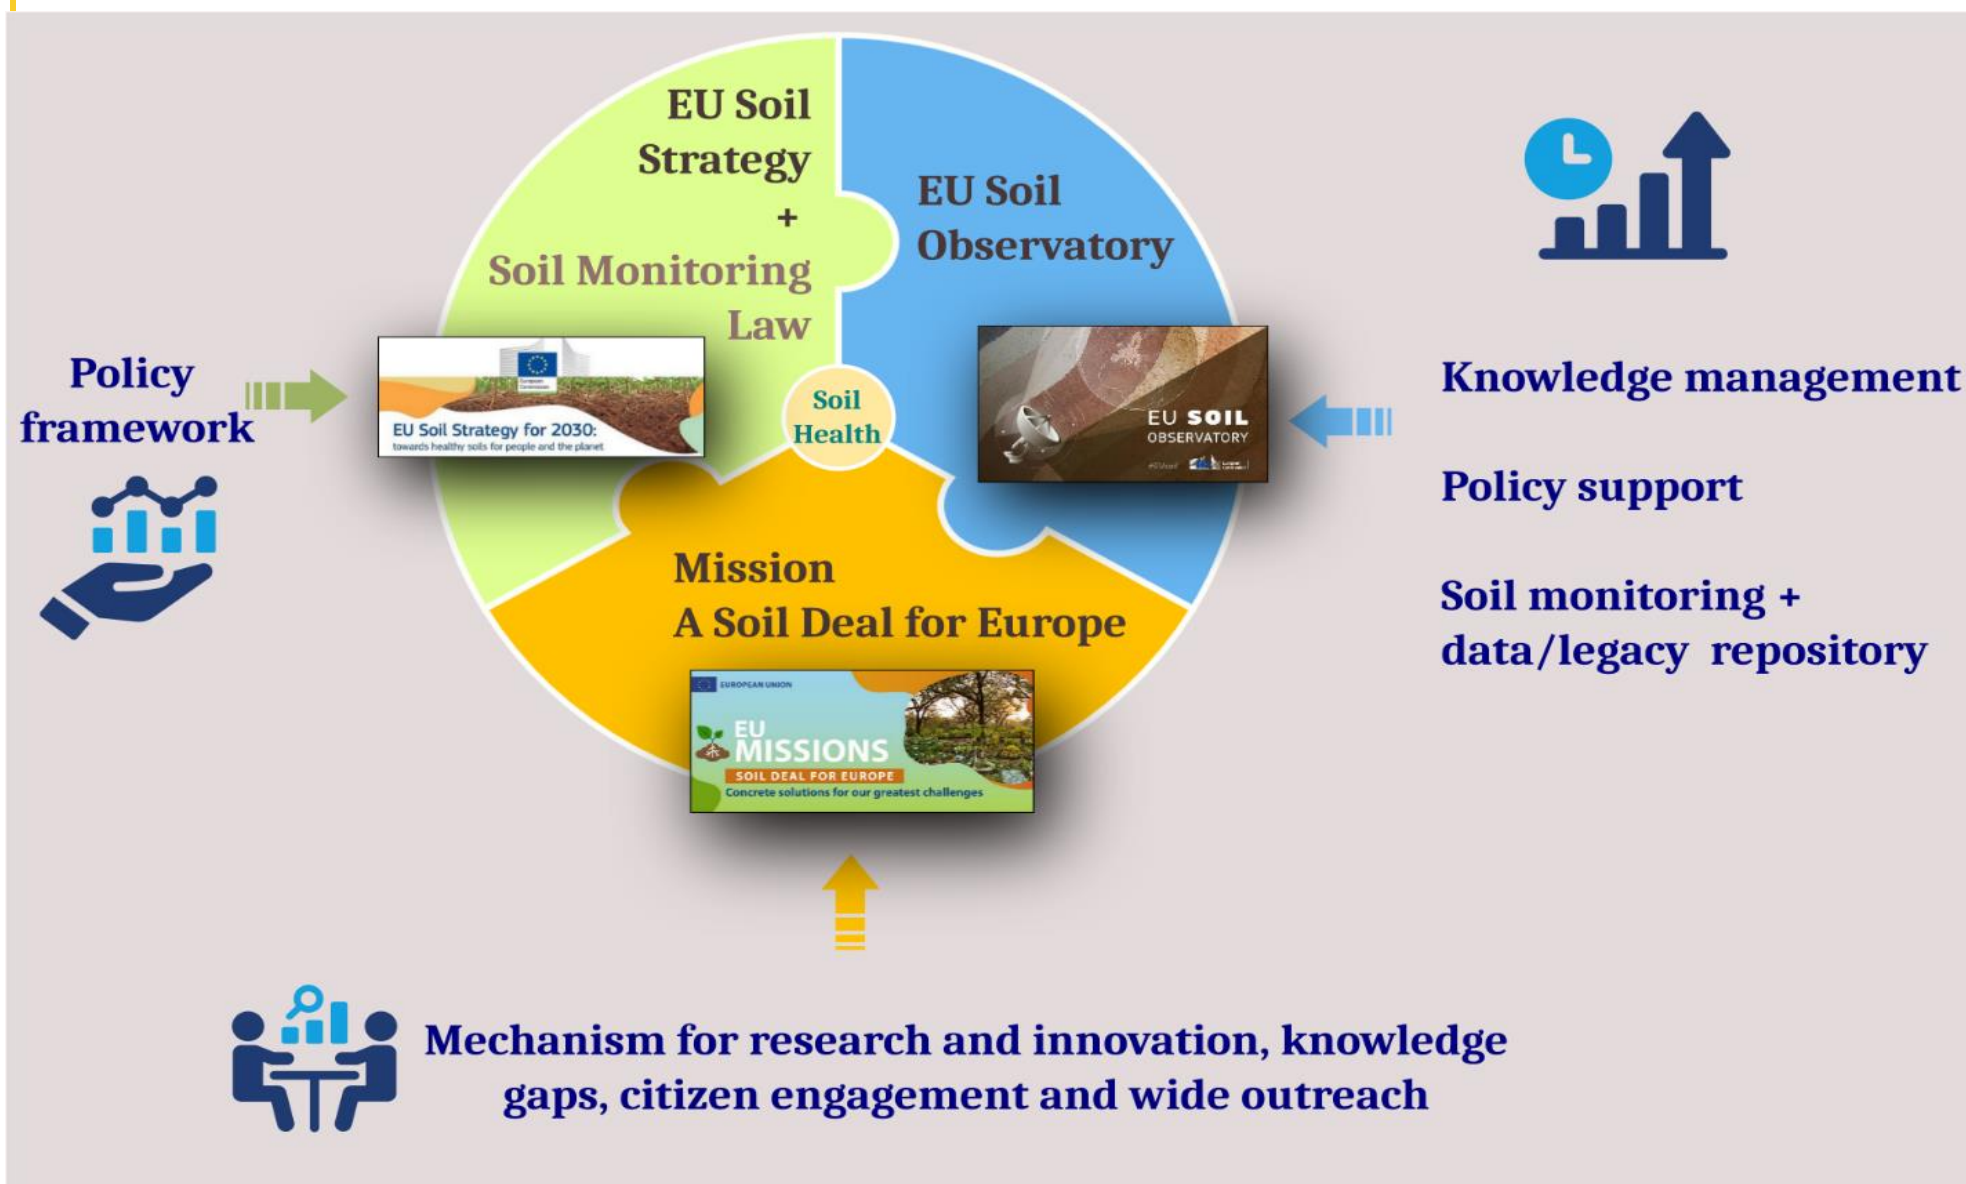 EU Soil
Strategy
+
Soil Monitoring
Law
EU Soil
Observatory
Soil
Health
Policy
framework
European
Commission
EU Soil Strategy for 2030:
towards healthy soils for people and the planet
EU SOIL
OBSERVATORY
Knowledge management
Policy support
Soil monitoring +
data/legacy repository
Mission
A Soil Deal for Europe
EUROPEAN UNION
EU
MISSIONS
SOIL DEAL FOR EUROPE
Concrete solutions for our greatest challenges
Mechanism for research and innovation, knowledge
gaps, citizen engagement and wide outreach